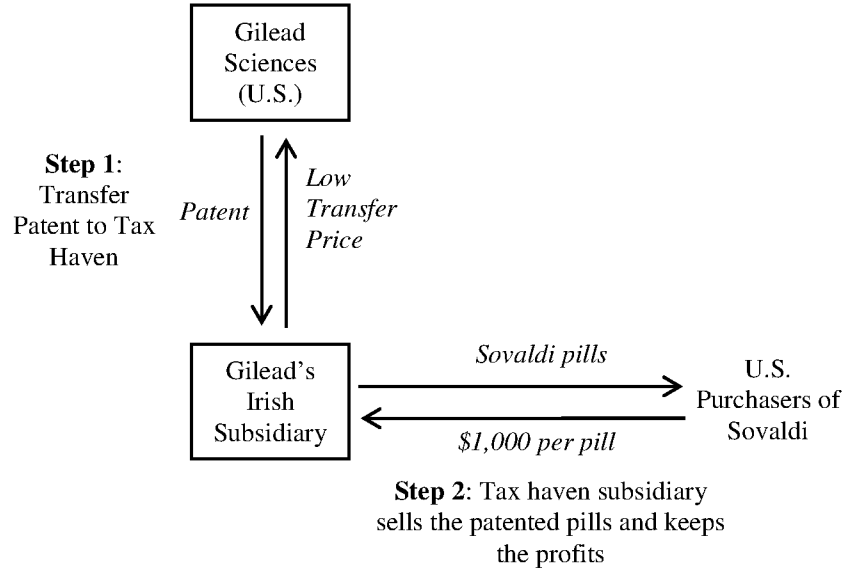 Gilead
Sciences
(U.S.)
Step 1:
Transfer
Patent to Tax
Haven
Patent
Low
Transfer
Price
Gilead's
Irish
Subsidiary
Sovaldi pills
$1,000 per pill
U.S.
Purchasers of
Sovaldi
Step 2: Tax haven subsidiary
sells the patented pills and keeps
the profits